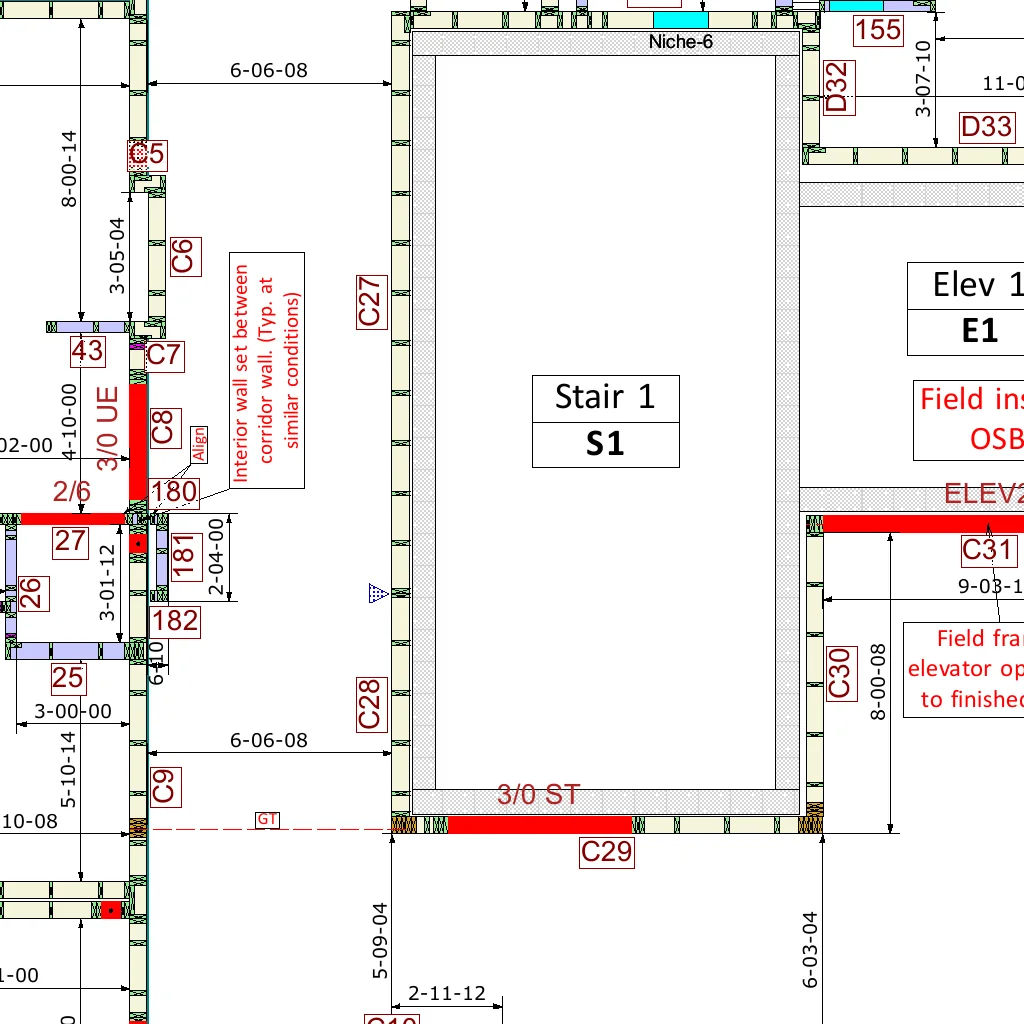 155
Niche-6
6-06-08
D32
3-07-10
11-0
D33
8-00-14
C5
3-05-04
C6
C27
Interior wall set between
corridor wall. (Typ. at
similar conditions)
Elev 1
E1
43
C7
Stair 1
S1
Field ins
OSB
4-10-00
3/0 UE
C8
Align
02-00
2/6
180
ELEV2
27
3-01-12
181
2-04-00
C31
26
182
9-03-1
25
6-10
C28
C30
8-00-08
Field fra
elevator op
to finished
3-00-00
5-10-14
6-06-08
C9
3/0 ST
10-08
GT
C29
5-09-04
6-03-04
1-00
2-11-12
C10